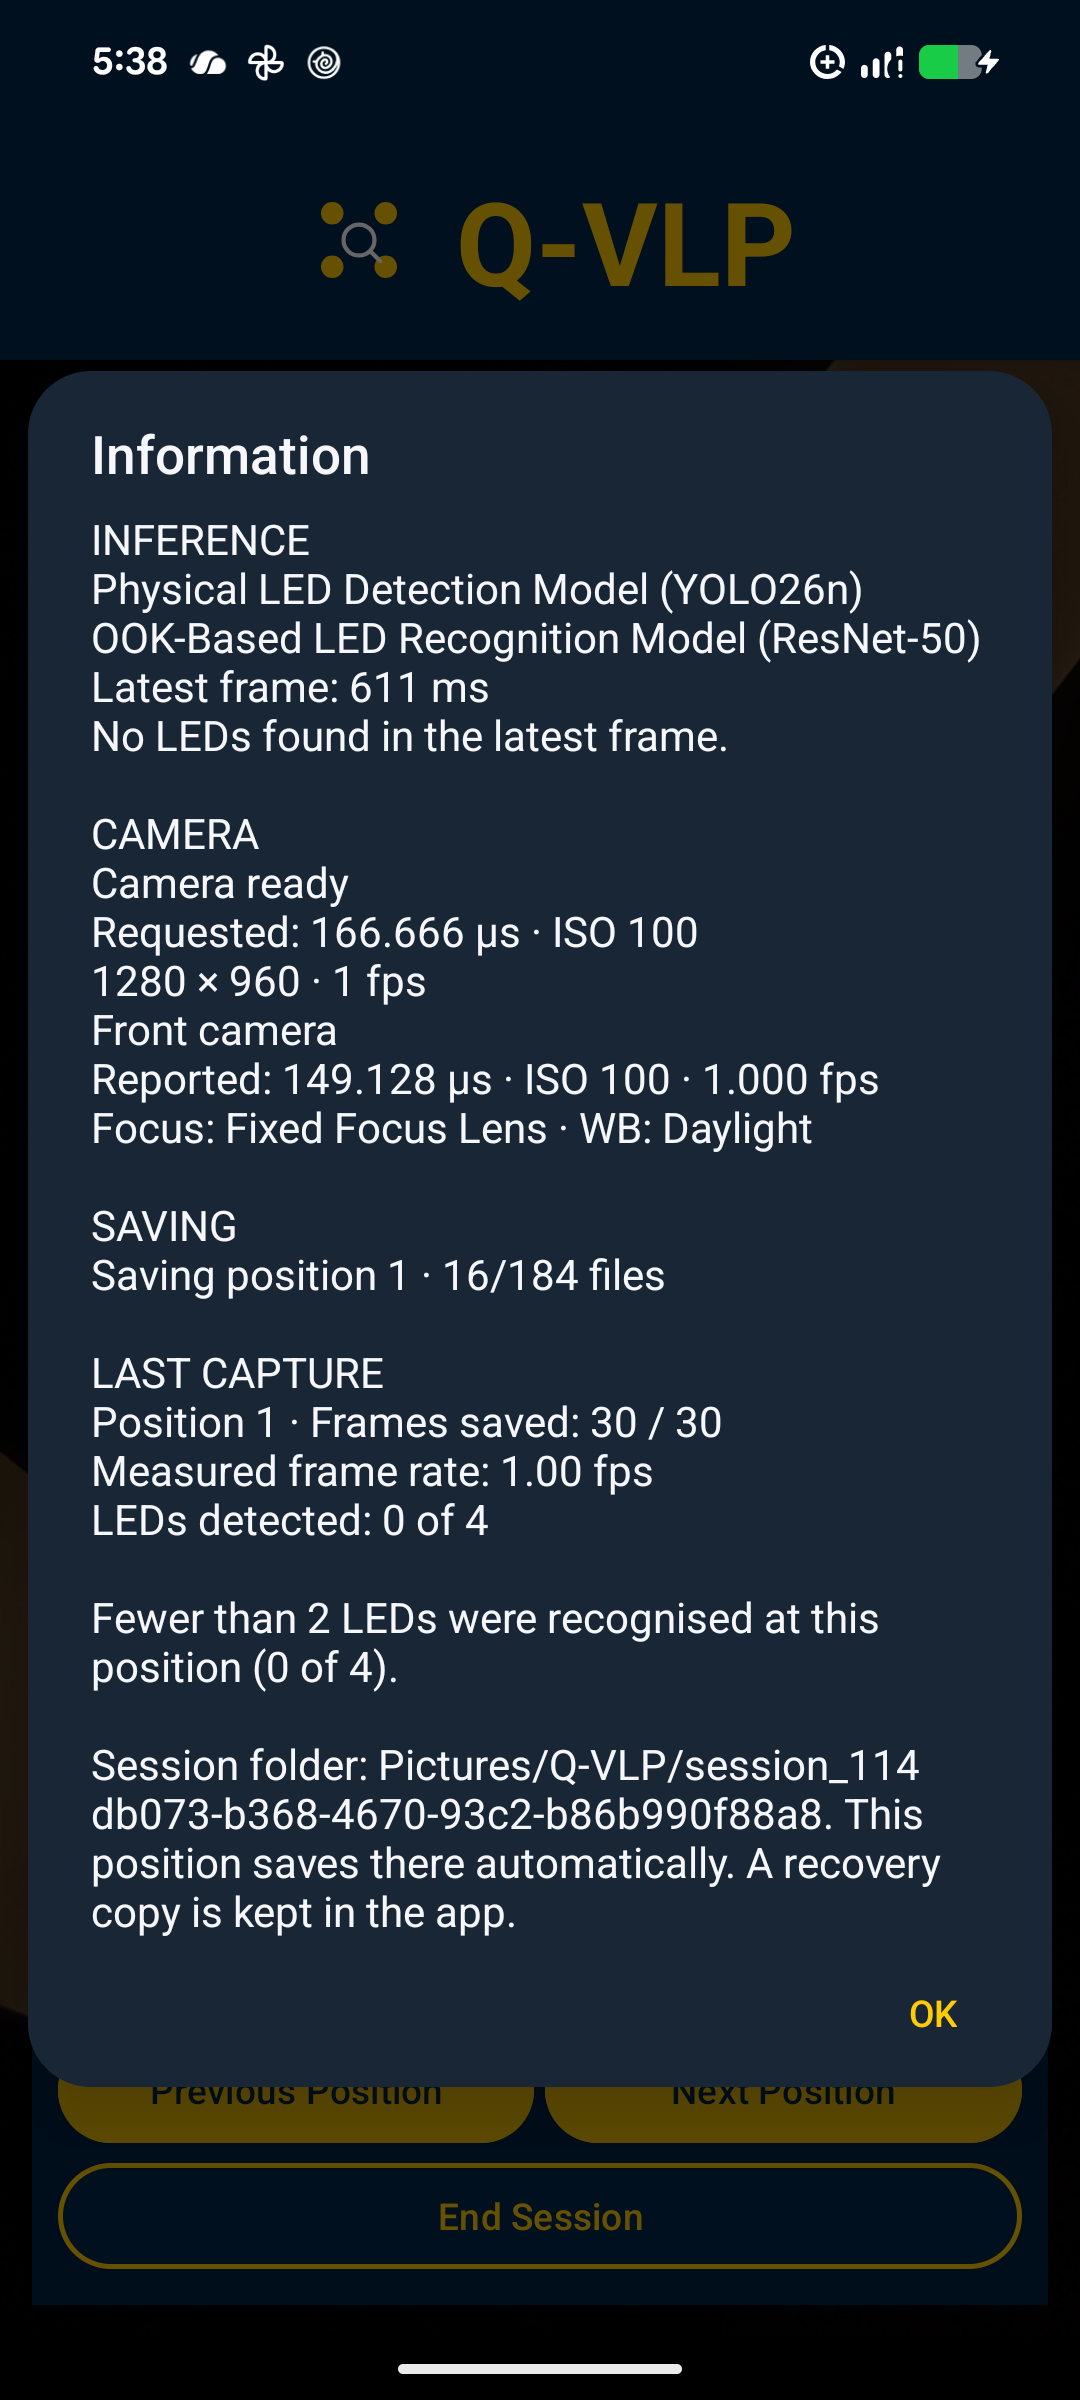 5:38
Q-VLP
Information
INFERENCE
Physical LED Detection Model (YOLO26n)
OOK-Based LED Recognition Model (ResNet-50)
Latest frame: 611 ms
No LEDs found in the latest frame.
CAMERA
Camera ready
Requested: 166.666 µs · ISO 100
1280 × 960 · 1 fps
Front camera
Reported: 149.128 µs · ISO 100 · 1.000 fps
Focus: Fixed Focus Lens · WB: Daylight
SAVING
Saving position 1 · 16/184 files
LAST CAPTURE
Position 1 · Frames saved: 30 / 30
Measured frame rate: 1.00 fps
LEDs detected: 0 of 4
Fewer than 2 LEDs were recognised at this
position (0 of 4).
Session folder: Pictures/Q-VLP/session_114
db073-b368-4670-93c2-b86b990f88a8. This
position saves there automatically. A recovery
copy is kept in the app.
OK
Previous Position
Next Position
End Session